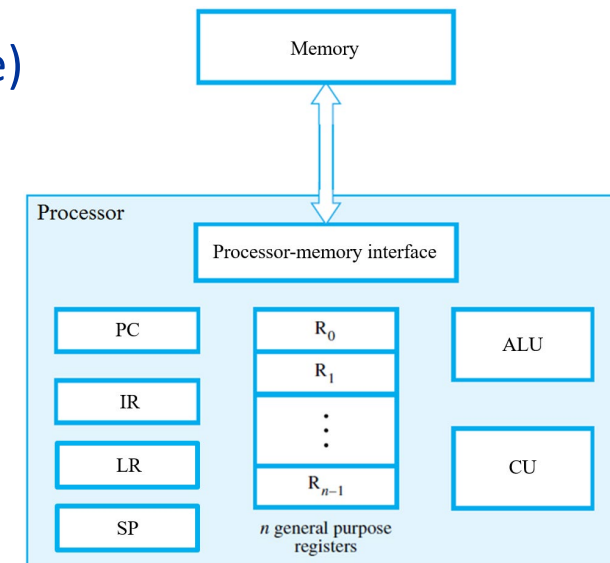 e)
Memory
Processor
Processor-memory interface
PC
IR
LR
SP
R0
R1
⋮
Rn−1
n general purpose
registers
ALU
CU